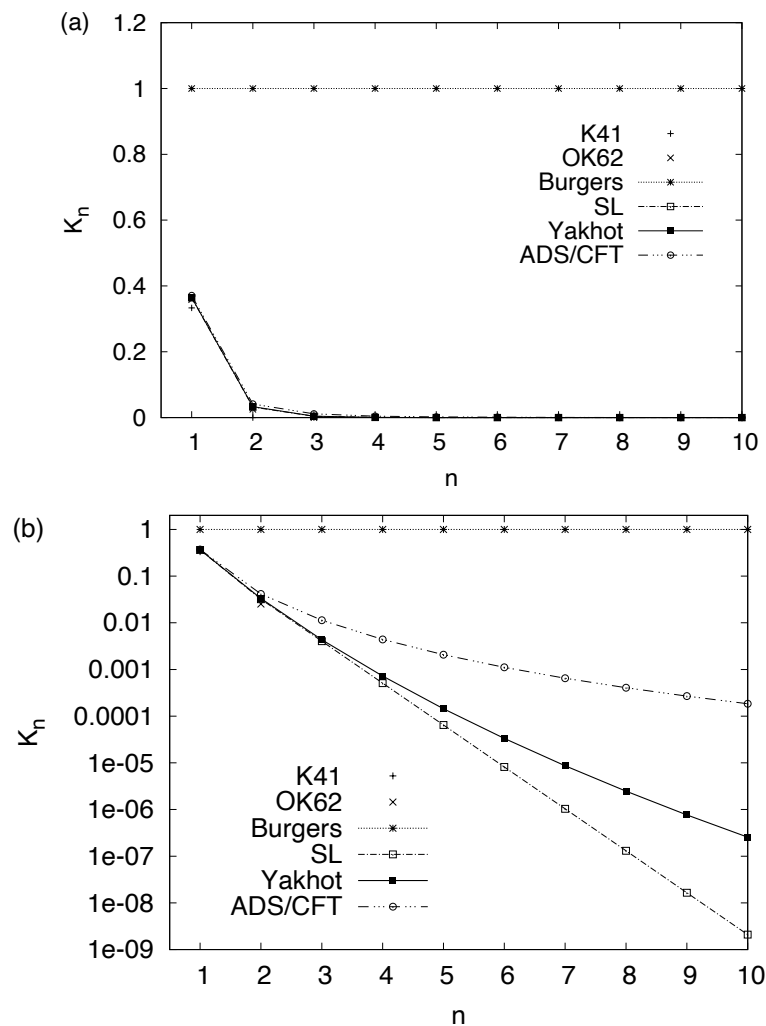 (a)
1.2
1
0.8
0.6
0.4
0.2
0
K_n
K41
OK62
Burgers
SL
Yakhot
ADS/CFT
1 2 3 4 5 6 7 8 9 10
n
(b)
1
0.1
0.01
0.001
0.0001
1e-05
1e-06
1e-07
1e-08
1e-09
K_n
K41
OK62
Burgers
SL
Yakhot
ADS/CFT
1 2 3 4 5 6 7 8 9 10
n